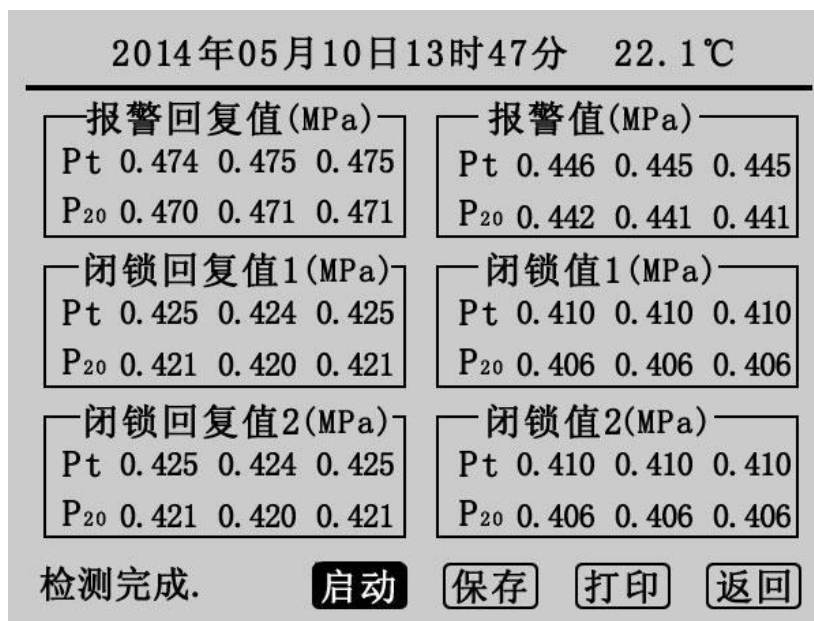 2014年05月10日13时47分 22.1℃
报警回复值(MPa)
Pt 0.474 0.475 0.475
P₂₀ 0.470 0.471 0.471
报警值(MPa)
Pt 0.446 0.445 0.445
P₂₀ 0.442 0.441 0.441
闭锁回复值1(MPa)
Pt 0.425 0.424 0.425
P₂₀ 0.421 0.420 0.421
闭锁值1(MPa)
Pt 0.410 0.410 0.410
P₂₀ 0.406 0.406 0.406
闭锁回复值2(MPa)
Pt 0.425 0.424 0.425
P₂₀ 0.421 0.420 0.421
闭锁值2(MPa)
Pt 0.410 0.410 0.410
P₂₀ 0.406 0.406 0.406
检测完成. 启动 保存 打印 返回